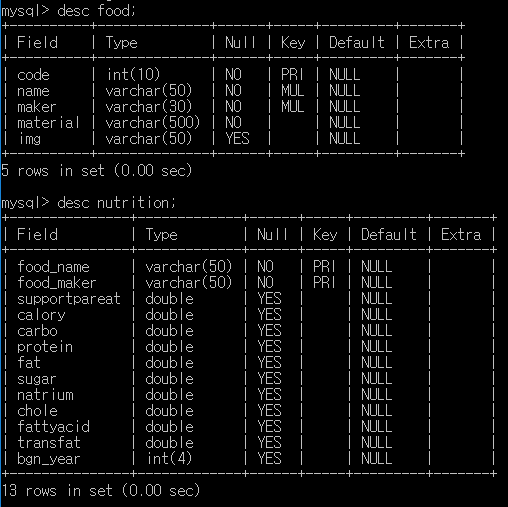 mysql> desc food;
+----------+--------------+------+-----+---------+-------+
| Field    | Type         | Null | Key | Default | Extra |
+----------+--------------+------+-----+---------+-------+
| code     | int(10)      | NO   | PRI | NULL    |       |
| name     | varchar(50)  | NO   | MUL | NULL    |       |
| maker    | varchar(30)  | NO   | MUL | NULL    |       |
| material | varchar(500) | NO   |     | NULL    |       |
| img      | varchar(50)  | YES  |     | NULL    |       |
+----------+--------------+------+-----+---------+-------+
5 rows in set (0.00 sec)

mysql> desc nutrition;
+---------------+-------------+------+-----+---------+-------+
| Field         | Type        | Null | Key | Default | Extra |
+---------------+-------------+------+-----+---------+-------+
| food_name     | varchar(50) | NO   | PRI | NULL    |       |
| food_maker    | varchar(50) | NO   | PRI | NULL    |       |
| supportpareat | double      | YES  |     | NULL    |       |
| calory        | double      | YES  |     | NULL    |       |
| carbo         | double      | YES  |     | NULL    |       |
| protein       | double      | YES  |     | NULL    |       |
| fat           | double      | YES  |     | NULL    |       |
| sugar         | double      | YES  |     | NULL    |       |
| natrium       | double      | YES  |     | NULL    |       |
| chole         | double      | YES  |     | NULL    |       |
| fattyacid     | double      | YES  |     | NULL    |       |
| transfat      | double      | YES  |     | NULL    |       |
| bgn_year      | int(4)      | YES  |     | NULL    |       |
+---------------+-------------+------+-----+---------+-------+
13 rows in set (0.00 sec)